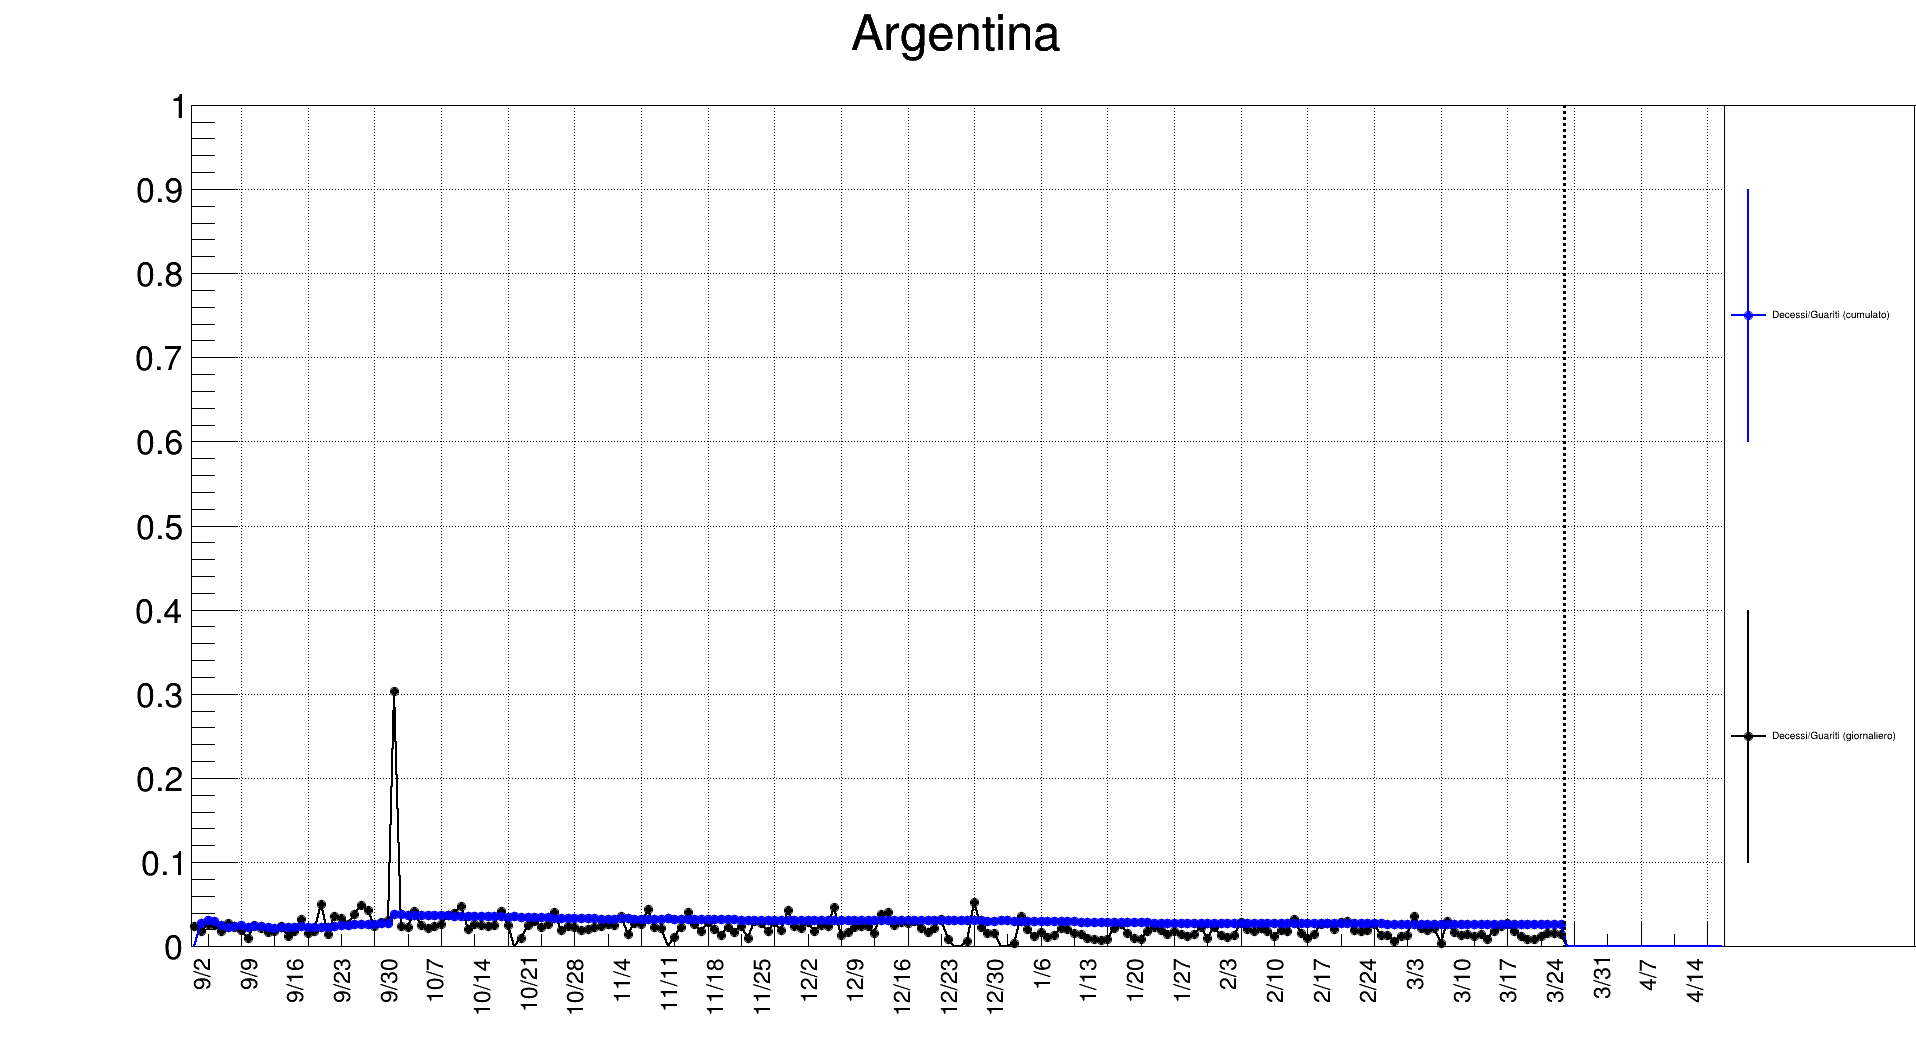 Argentina
1
0.9
0.8
0.7
0.6
0.5
0.4
0.3
0.2
0.1
0
Decessi/Guariti (cumulato)
Decessi/Guariti (giornaliero)
9/2 9/9 9/16 9/23 9/30 10/7 10/14 10/21 10/28 11/4 11/11 11/18 11/25 12/2 12/9 12/16 12/23 12/30 1/6 1/13 1/20 1/27 2/3 2/10 2/17 2/24 3/3 3/10 3/17 3/24 3/31 4/7 4/14